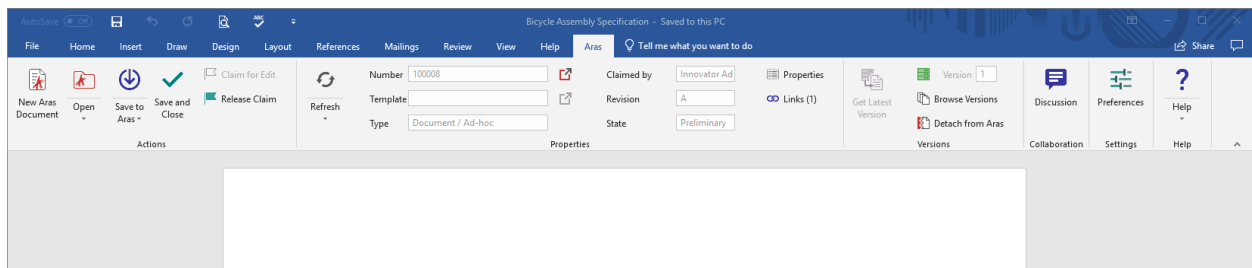 AutoSave Off ABC Bicycle Assembly Specification - Saved to this PC
File Home Insert Draw Design Layout References Mailings Review View Help Aras Tell me what you want to do Share
New Aras Document
Open
Save to Aras
Save and Close
Claim for Edit
Release Claim
Actions
Refresh
Number 100008
Template
Type Document / Ad-hoc
Claimed by Innovator Ad
Revision A
State Preliminary
Properties
Links (1)
Properties
Get Latest Version
Version 1
Browse Versions
Detach from Aras
Versions
Discussion
Collaboration
Preferences
Settings
Help
Help